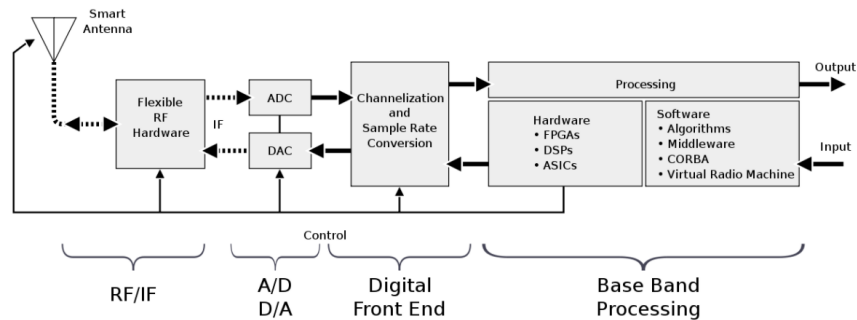 Smart
Antenna
Flexible
RF
Hardware
IF
ADC
DAC
Channelization
and
Sample Rate
Conversion
Processing
Hardware
• FPGAs
• DSPs
• ASICs
Software
• Algorithms
• Middleware
• CORBA
• Virtual Radio Machine
Output
Input
Control
RF/IF
A/D
D/A
Digital
Front End
Base Band
Processing